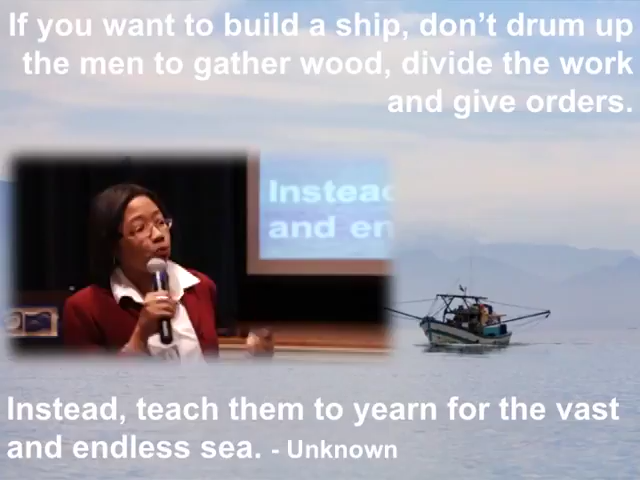 If you want to build a ship, don’t drum up
the men to gather wood, divide the work
and give orders.
Instead
and en
Instead, teach them to yearn for the vast
and endless sea. - Unknown